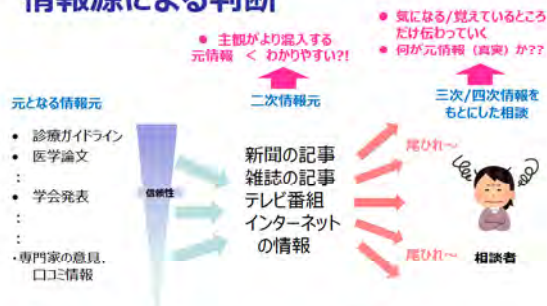 情報源による判断
● 主観がより混入する
元情報 < わかりやすい?!
● 気になる/覚えているところ
だけ伝わっていく
● 何が元情報（真実）か??
元となる情報元
二次情報元
三次/四次情報を
もとにした相談
• 診療ガイドライン
• 医学論文
:
• 学会発表
:
:
・専門家の意見.
口コミ情報
信頼性
新聞の記事
雑誌の記事
テレビ番組
インターネット
の情報
尾ひれ～
尾ひれ～
相談者